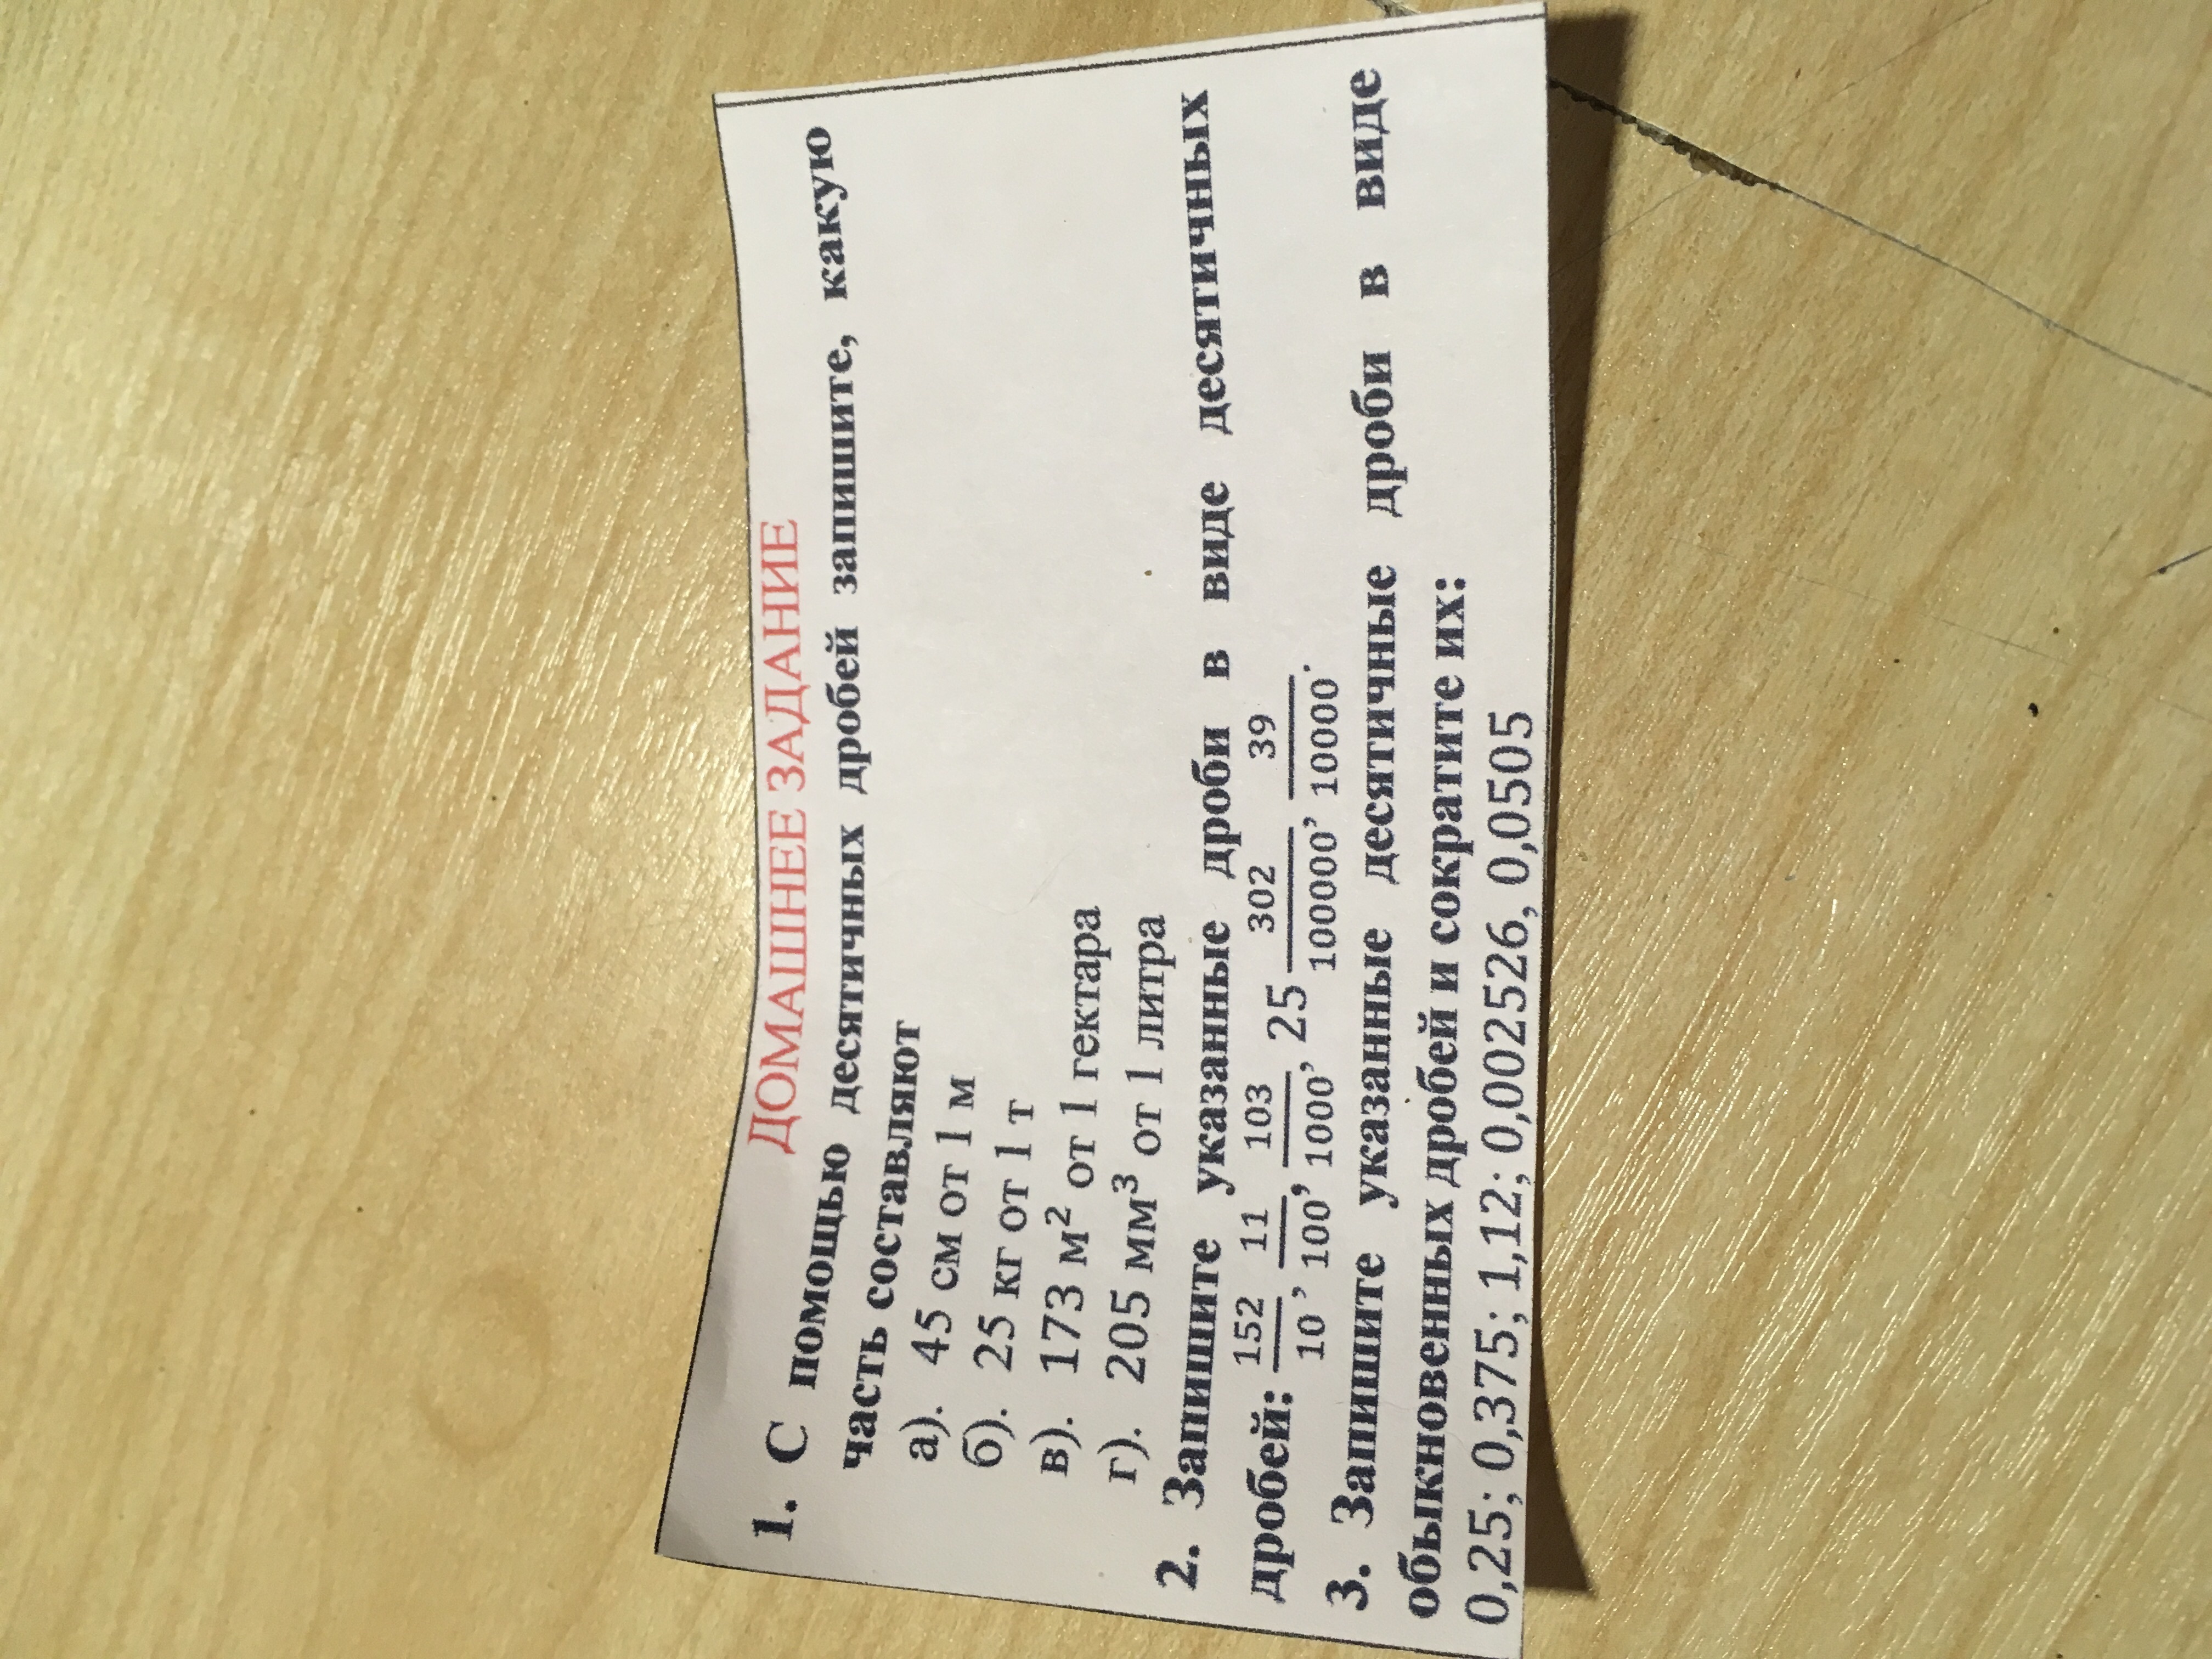 ДОМАШНЕЕ ЗАДАНИЕ
1. С помощью десятичных дробей запишите, какую
часть составляют
а). 45 см от 1 м
б). 25 кг от 1 т
в). 173 м² от 1 гектара
г). 205 мм³ от 1 литра
2. Запишите указанные дроби в виде десятичных
дробей: 152/10, 11/100, 103/1000, 25 302/100000, 39/10000.
3. Запишите указанные десятичные дроби в виде
обыкновенных дробей и сократите их:
0,25; 0,375; 1,12; 0,002526, 0,0505